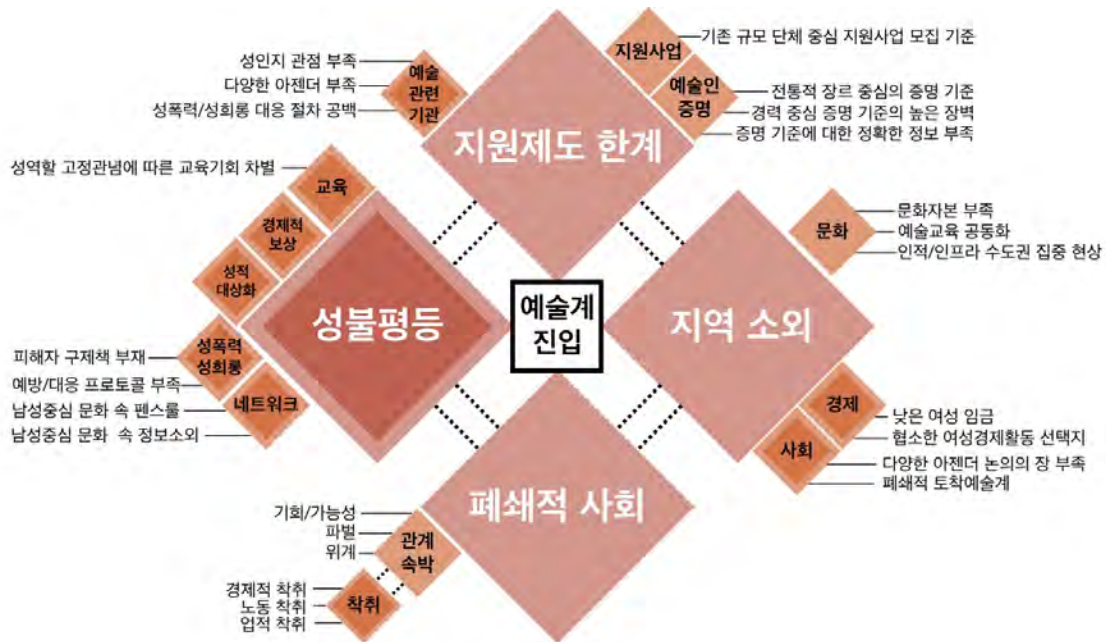 기존 규모 단체 중심 지원사업 모집 기준
지원사업
성인지 관점 부족
다양한 아젠더 부족
성폭력/성희롱 대응 절차 공백
예술
관련
기관
예술인
증명
전통적 장르 중심의 증명 기준
경력 중심 증명 기준의 높은 장벽
증명 기준에 대한 정확한 정보 부족
지원제도 한계
성역할 고정관념에 따른 교육기회 차별
교육
경제적
보상
성적
대상화
성폭력
성희롱
네트워크
피해자 구제책 부재
예방/대응 프로토콜 부족
남성중심 문화 속 펜스룰
남성중심 문화 속 정보소외
성불평등
예술계
진입
지역 소외
문화
문화자본 부족
예술교육 공동화
인적/인프라 수도권 집중 현상
경제
낮은 여성 임금
협소한 여성경제활동 선택지
사회
다양한 아젠더 논의의 장 부족
폐쇄적 토착예술계
폐쇄적 사회
기회/가능성
파벌
위계
관계
속박
경제적 착취
노동 착취
업적 착취
착취